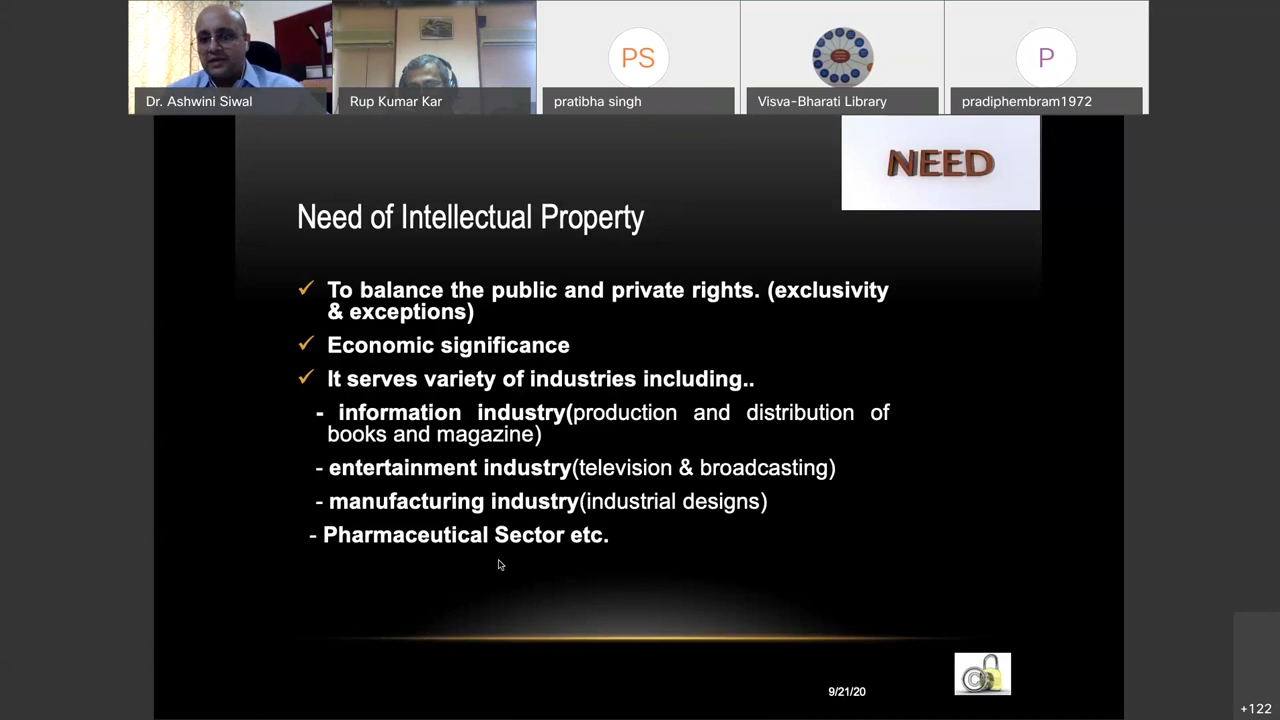 PS
P
Dr. Ashwini Siwal
Rup Kumar Kar
pratibha singh
Visva-Bharati Library
pradiphembram1972
NEED
Need of Intellectual Property
✓ To balance the public and private rights. (exclusivity
& exceptions)
✓ Economic significance
✓ It serves variety of industries including..
- information industry(production and distribution of
books and magazine)
- entertainment industry(television & broadcasting)
- manufacturing industry(industrial designs)
- Pharmaceutical Sector etc.
©
9/21/20
+122